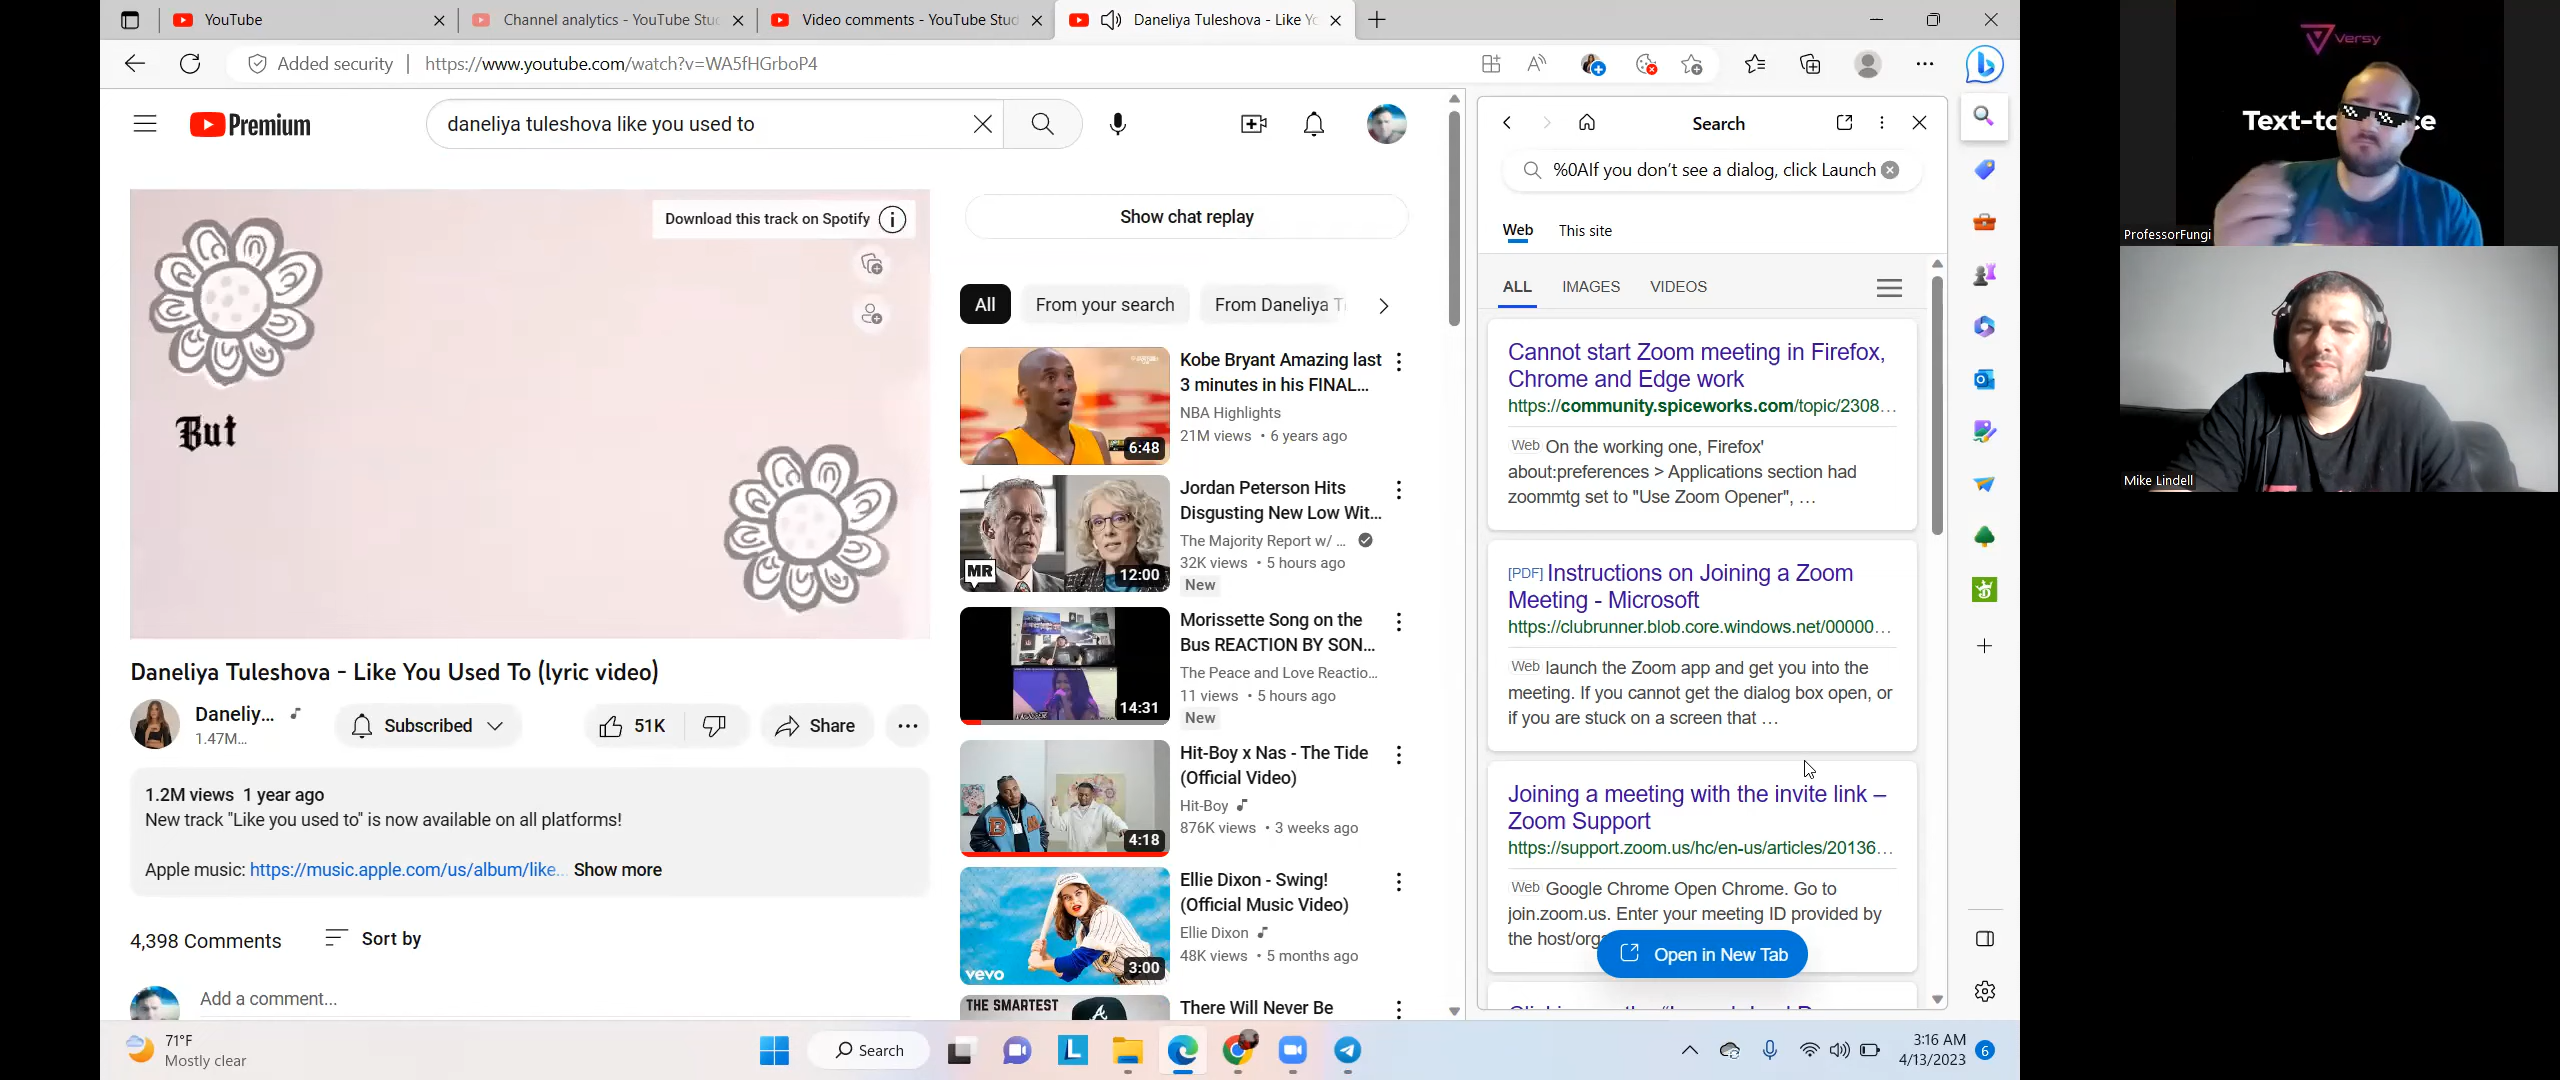 YouTube
Channel analytics - YouTube Stu
Video comments - YouTube Stud
Daneliya Tuleshova - Like Yo
Added security
https://www.youtube.com/watch?v=WA5fHGrboP4
Premium
daneliya tuleshova like you used to
Download this track on Spotify
But
Daneliya Tuleshova - Like You Used To (lyric video)
Daneliy...
1.47M...
Subscribed
51K
Share
1.2M views 1 year ago
New track "Like you used to" is now available on all platforms!
Apple music: https://music.apple.com/us/album/like... Show more
4,398 Comments
Sort by
Add a comment...
Show chat replay
All
From your search
From Daneliya T
6:48
Kobe Bryant Amazing last
3 minutes in his FINAL...
NBA Highlights
21M views • 6 years ago
MR
12:00
Jordan Peterson Hits
Disgusting New Low Wit...
The Majority Report w/ ...
32K views • 5 hours ago
New
14:31
Morissette Song on the
Bus REACTION BY SON...
The Peace and Love Reactio...
11 views • 5 hours ago
New
4:18
Hit-Boy x Nas - The Tide
(Official Video)
Hit-Boy
876K views • 3 weeks ago
vevo
3:00
Ellie Dixon - Swing!
(Official Music Video)
Ellie Dixon
48K views • 5 months ago
THE SMARTEST
There Will Never Be
Search
%0AIf you don't see a dialog, click Launch
Web
This site
ALL
IMAGES
VIDEOS
Cannot start Zoom meeting in Firefox,
Chrome and Edge work
https://community.spiceworks.com/topic/2308...
Web On the working one, Firefox'
about:preferences > Applications section had
zoommtg set to "Use Zoom Opener", ...
[PDF] Instructions on Joining a Zoom
Meeting - Microsoft
https://clubrunner.blob.core.windows.net/00000...
Web launch the Zoom app and get you into the
meeting. If you cannot get the dialog box open, or
if you are stuck on a screen that ...
Joining a meeting with the invite link –
Zoom Support
https://support.zoom.us/hc/en-us/articles/20136...
Web Google Chrome Open Chrome. Go to
join.zoom.us. Enter your meeting ID provided by
the host/orga
Open in New Tab
Versy
Text-to ce
ProfessorFungi
Mike Lindell
71°F
Mostly clear
Search
3:16 AM
4/13/2023
6